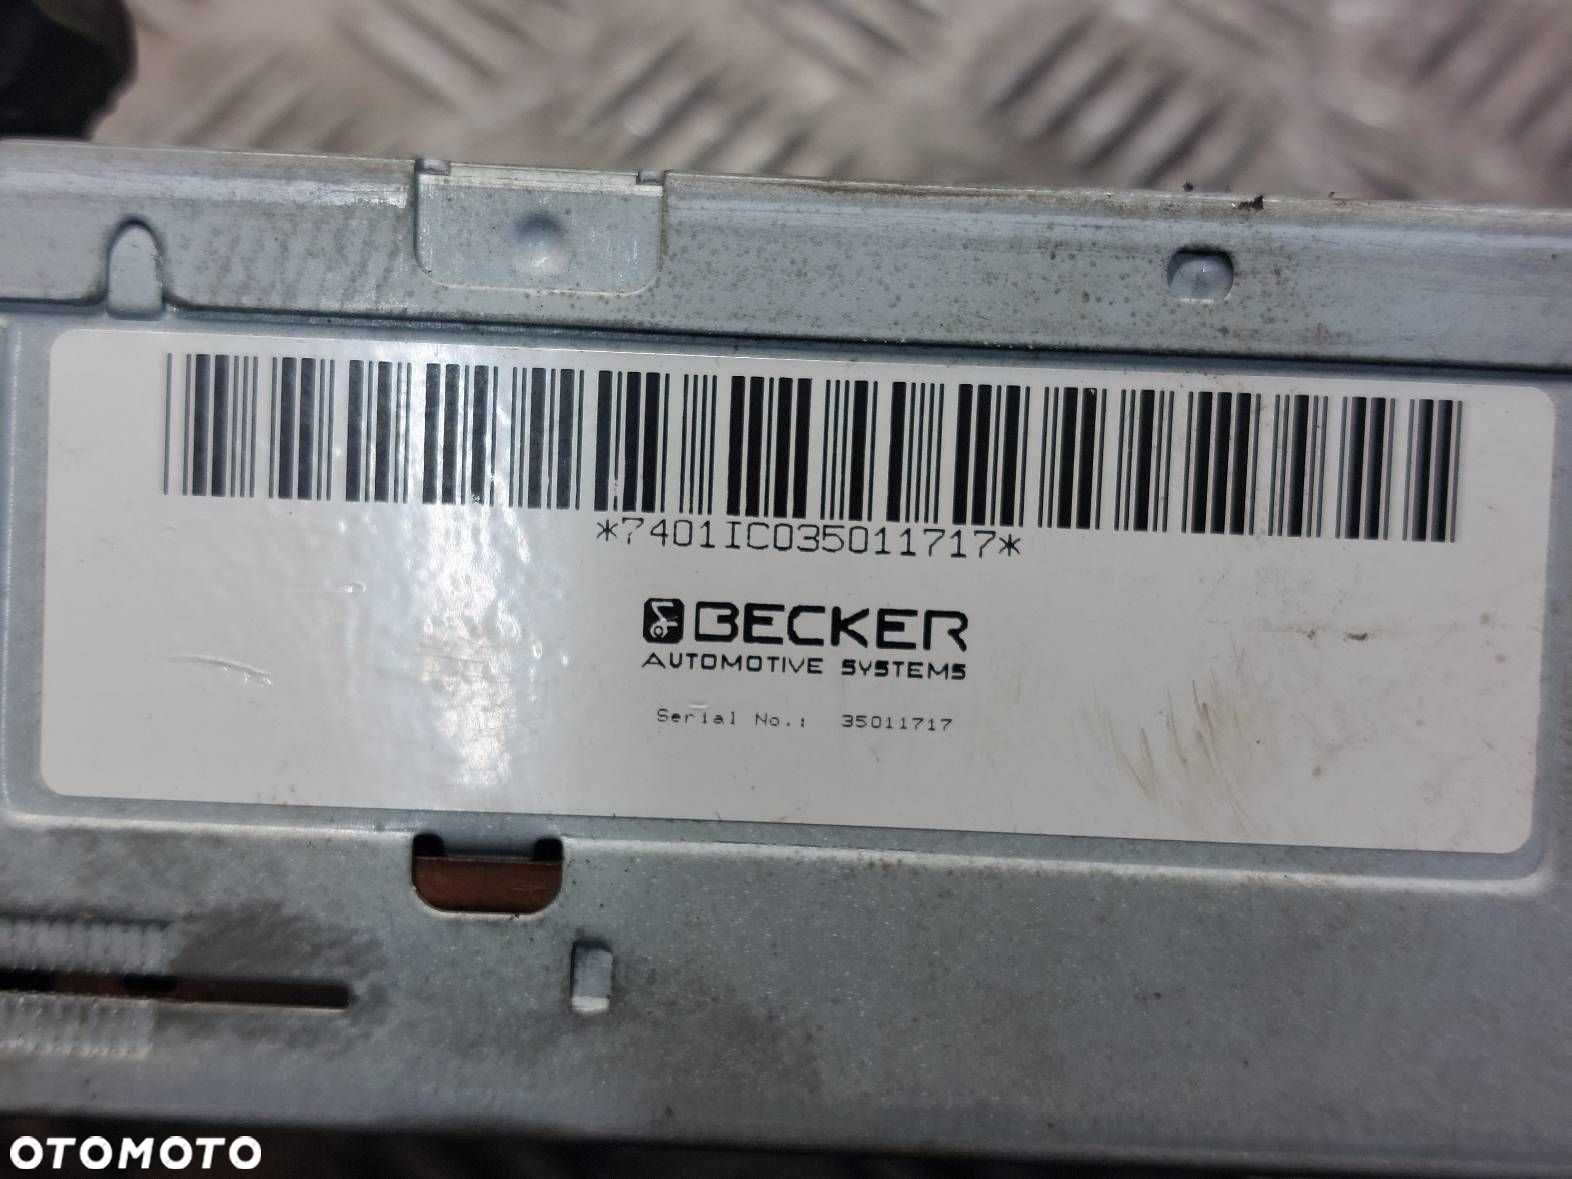 *7401IC035011717*
BECKER
AUTOMOTIVE SYSTEMS
Serial No.: 35011717
OTOMOTO